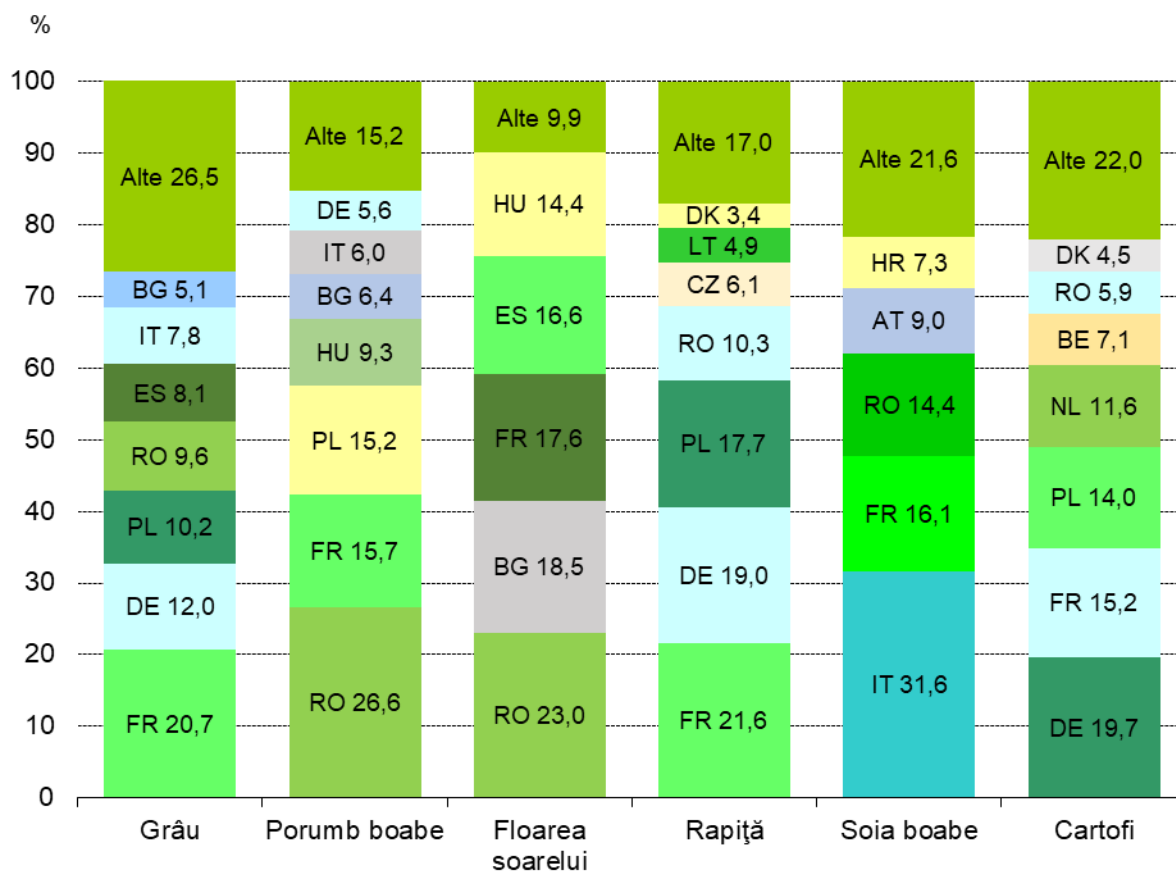 %
100
90
80
70
60
50
40
30
20
10
0
Alte 26,5
BG 5,1
IT 7,8
ES 8,1
RO 9,6
PL 10,2
DE 12,0
FR 20,7
Grâu
Alte 15,2
DE 5,6
IT 6,0
BG 6,4
HU 9,3
PL 15,2
FR 15,7
RO 26,6
Porumb boabe
Alte 9,9
HU 14,4
ES 16,6
FR 17,6
BG 18,5
RO 23,0
Floarea
soarelui
Alte 17,0
DK 3,4
LT 4,9
CZ 6,1
RO 10,3
PL 17,7
DE 19,0
FR 21,6
Rapiţă
Alte 21,6
HR 7,3
AT 9,0
RO 14,4
FR 16,1
IT 31,6
Soia boabe
Alte 22,0
DK 4,5
RO 5,9
BE 7,1
NL 11,6
PL 14,0
FR 15,2
DE 19,7
Cartofi